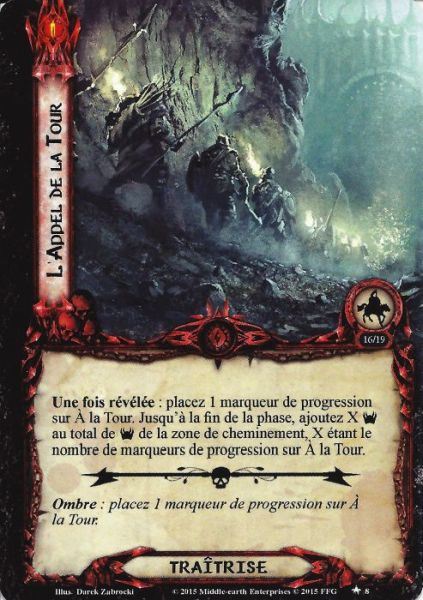 L'Appel de la Tour
16/19
Une fois révélée : placez 1 marqueur de progression
sur À la Tour. Jusqu'à la fin de la phase, ajoutez X
au total de de la zone de cheminement, X étant le
nombre de marqueurs de progression sur À la Tour.
Ombre : placez 1 marqueur de progression sur À
la Tour.
TRAÎTRISE
Illus. Darek Zabrocki © 2015 Middle-earth Enterprises © 2015 FFG 8